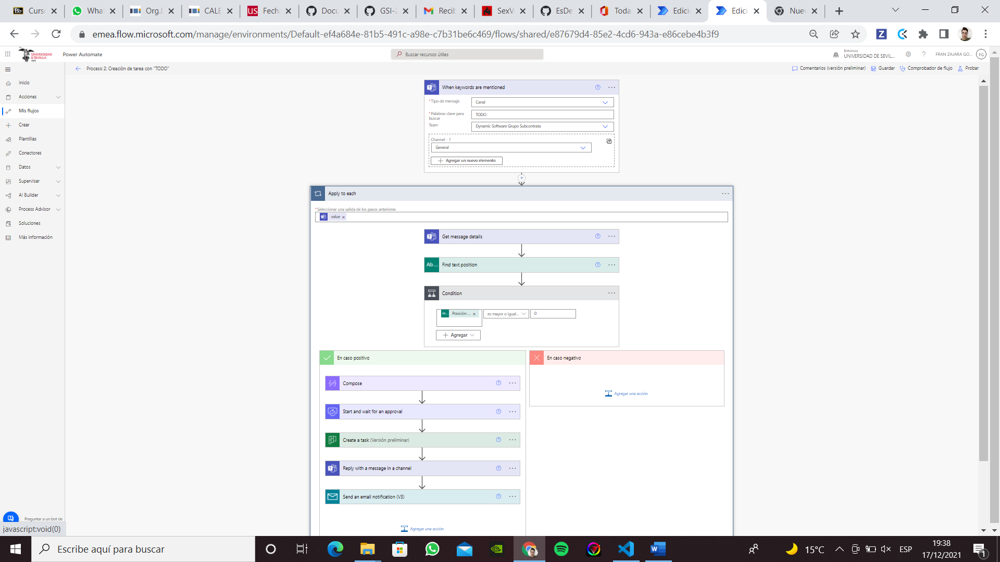 Curso
What
Org.D
CALE
Fech
Docu
GSI-2
Recib
SexV
EsDe
Toda
Edici
Edici
Nuev
emea.flow.microsoft.com/manage/environments/Default-ef4a684e-81b5-491c-a98e-c7b31be6c469/flows/shared/e87679d4-85e2-4cd6-943a-e86cebe4b3f9
UNIVERSIDAD D SEVILLA
Power Automate
Buscar recursos útiles
Entornos
UNIVERSIDAD DE SEVIL...
?
FRAN ZAJARA GO...
FG
Proceso 2: Creación de tarea con "TODO"
Comentarios (versión preliminar)
Guardar
Comprobador de flujo
Probar
Inicio
Acciones
Mis flujos
Crear
Plantillas
Conectores
Datos
Supervisar
AI Builder
Process Advisor
Soluciones
Más información
Preguntar a un bot de
javascript:void(0)
When keywords are mentioned
*Tipo de mensaje
Canal
*Palabras clave para buscar
TODO
Team
Dynamic Software Grupo Subcontrata
Channel - 1
General
Agregar un nuevo elemento
Apply to each
*Seleccionar una salida de los pasos anteriores
value
Get message details
Find text position
Condition
Posición ...
es mayor o igual...
0
Agregar
En caso positivo
En caso negativo
Compose
Start and wait for an approval
Create a task (Versión preliminar)
Reply with a message in a channel
Send an email notification (V3)
Agregar una acción
Agregar una acción
Escribe aquí para buscar
15°C
ESP
19:38
17/12/2021
1